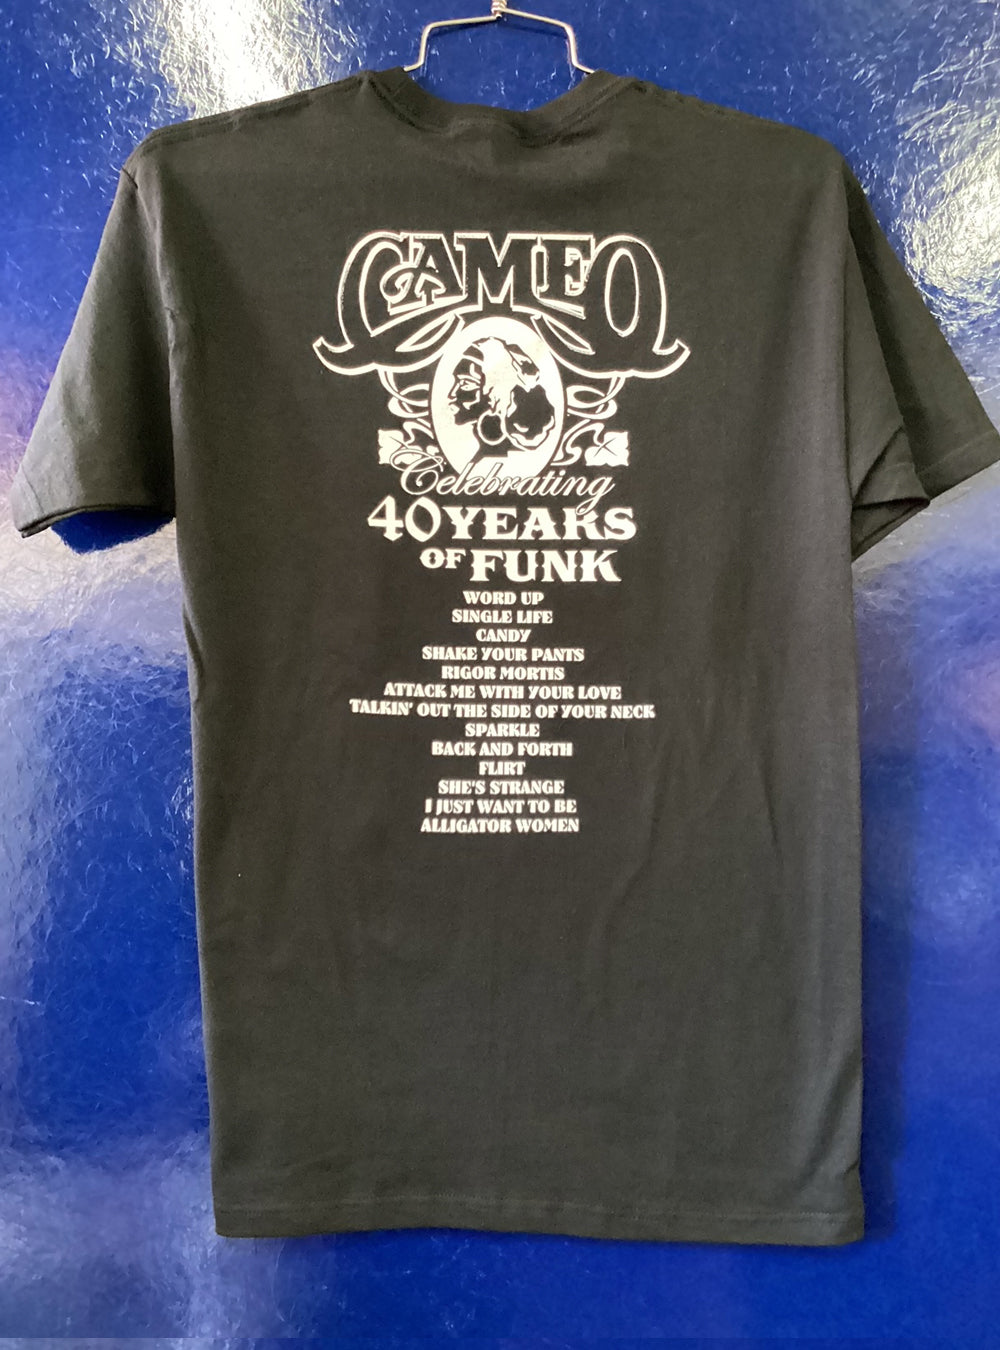 CAMEO
Celebrating
40 YEARS
OF FUNK
WORD UP
SINGLE LIFE
CANDY
SHAKE YOUR PANTS
RIGOR MORTIS
ATTACK ME WITH YOUR LOVE
TALKIN' OUT THE SIDE OF YOUR NECK
SPARKLE
BACK AND FORTH
FLIRT
SHE'S STRANGE
I JUST WANT TO BE
ALLIGATOR WOMEN